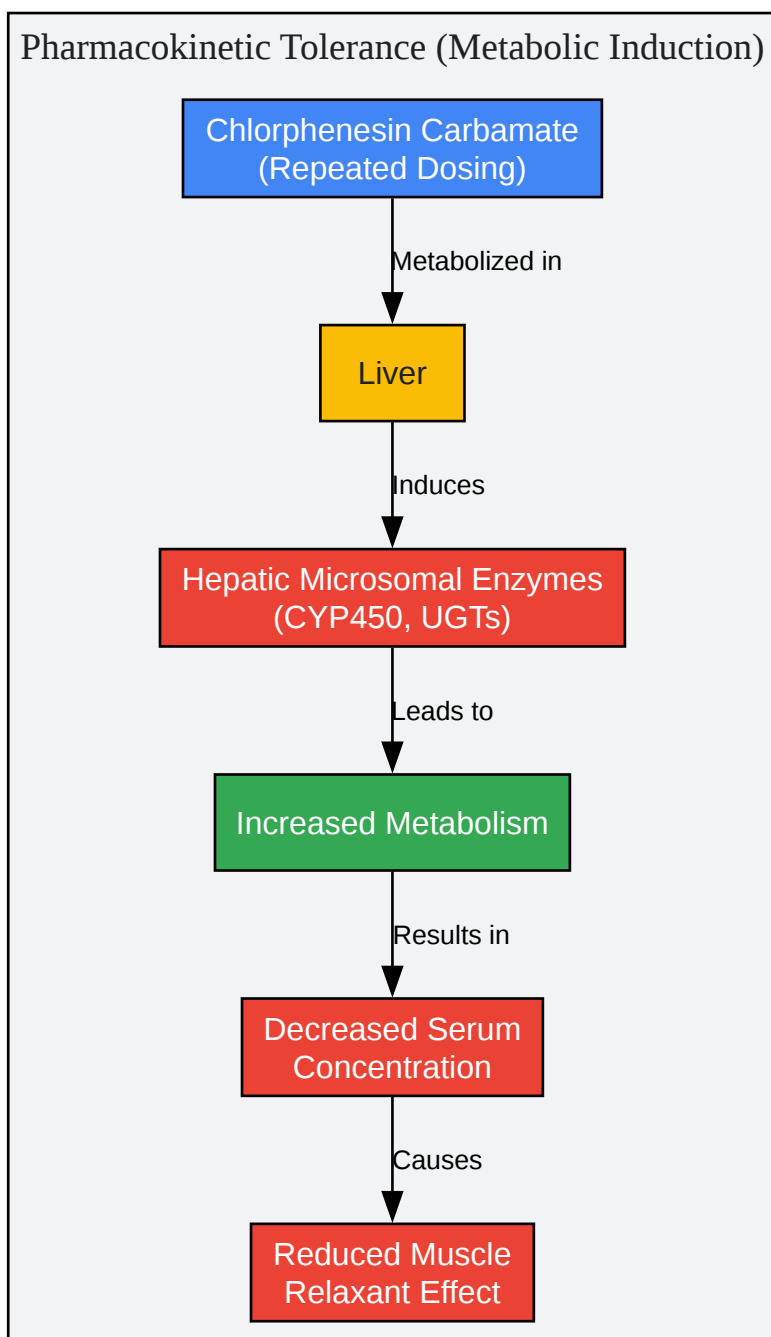 Pharmacokinetic Tolerance (Metabolic Induction)
Chlorphenesin Carbamate
(Repeated Dosing)
Metabolized in
Liver
Induces
Hepatic Microsomal Enzymes
(CYP450, UGTs)
Leads to
Increased Metabolism
Results in
Decreased Serum
Concentration
Causes
Reduced Muscle
Relaxant Effect